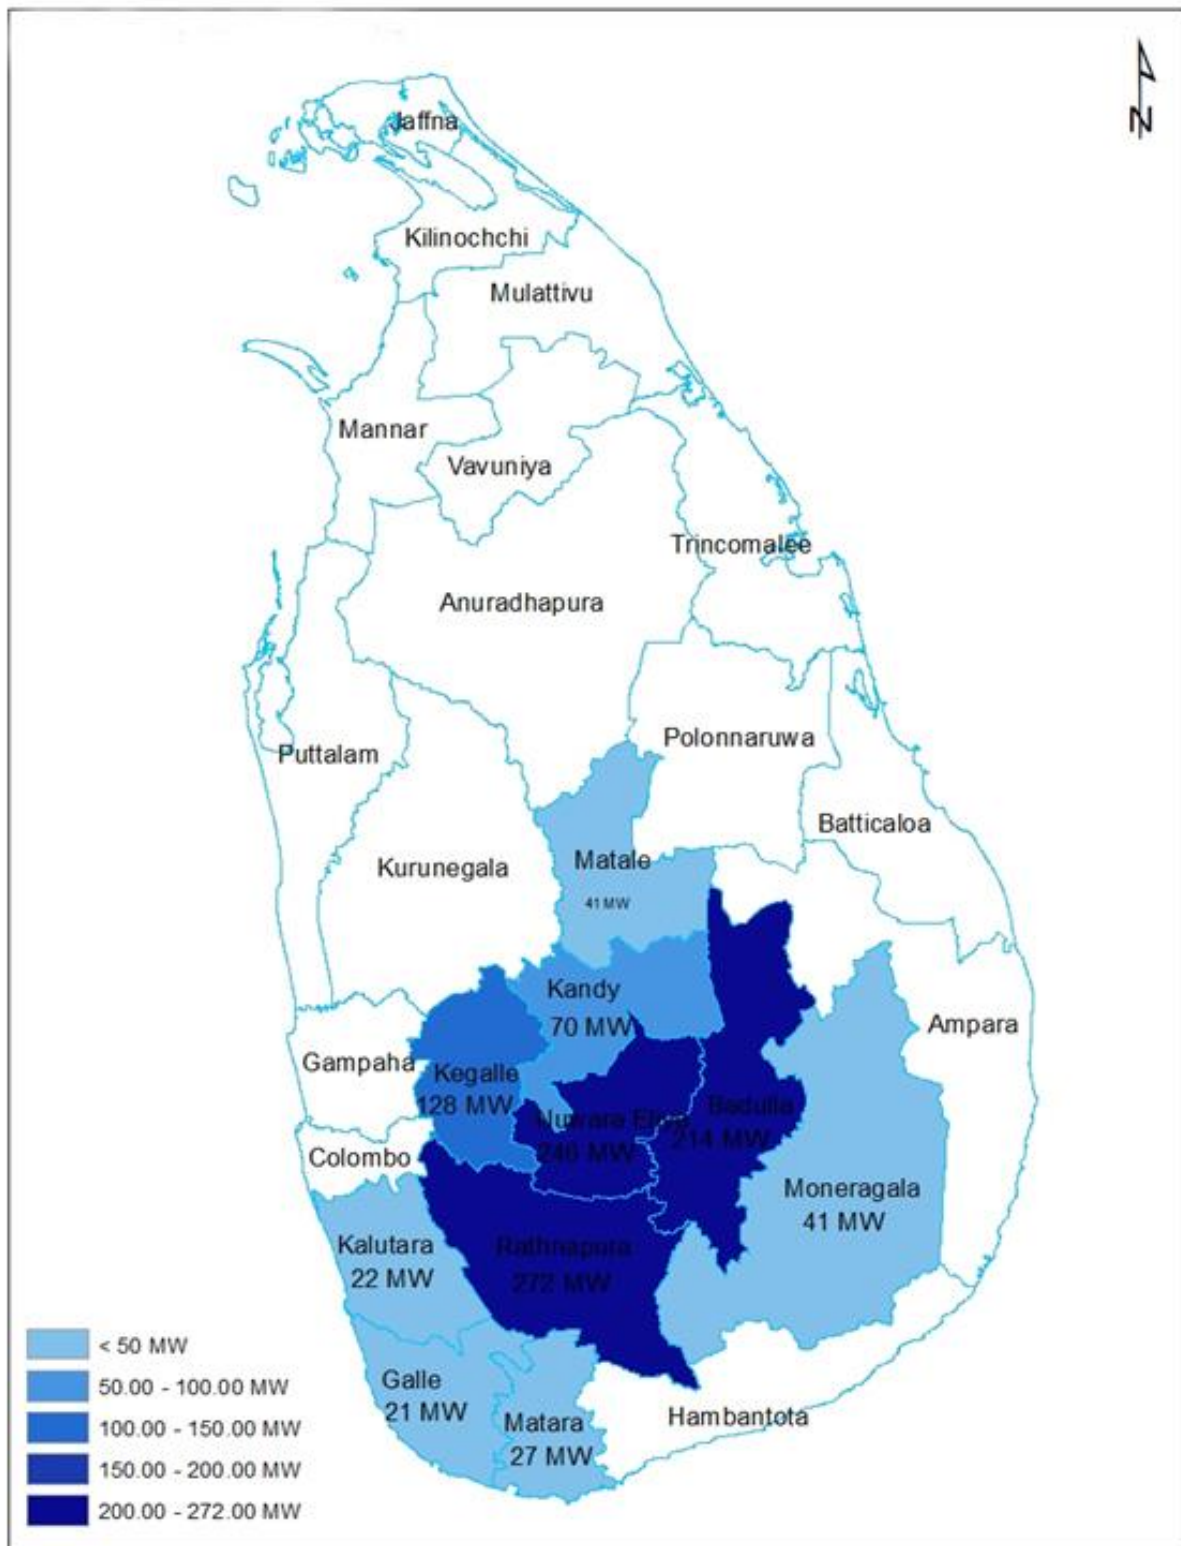 N
Jaffna
Kilinochchi
Mulattivu
Mannar
Vavuniya
Trincomalee
Anuradhapura
Puttalam
Polonnaruwa
Batticaloa
Kurunegala
Matale
41 MW
Kandy
70 MW
Ampara
Gampaha
Kegalle
128 MW
Nuwara Eliya
246 MW
Badulla
214 MW
Colombo
Moneragala
41 MW
Kalutara
22 MW
Rathnapura
272 MW
Galle
21 MW
Matara
27 MW
Hambantota
< 50 MW
50.00 - 100.00 MW
100.00 - 150.00 MW
150.00 - 200.00 MW
200.00 - 272.00 MW